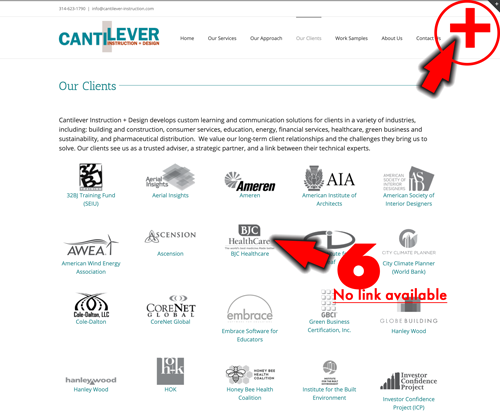 314-623-1790 | info@cantilever-instruction.com
CANTILEVER
INSTRUCTION + DESIGN
Home Our Services Our Approach Our Clients Work Samples About Us Contact
Our Clients
Cantilever Instruction + Design develops custom learning and communication solutions for clients in a variety of industries,
including: building and construction, consumer services, education, energy, financial services, healthcare, green business and
sustainability, and pharmaceutical distribution. We value our long-term client relationships and the challenges they bring us to
solve. Our clients see us as a trusted adviser, a strategic partner, and a link between their technical experts.
32BJ
Aerial
Insights
Ameren
AIA
AMERICAN
SOCIETY OF
INTERIOR
DESIGNERS
32BJ Training Fund
(SEIU)
Aerial Insights
Ameren
American Institute of
Architects
American Society of
Interior Designers
AWEA
ASCENSION
BJC
HealthCare
CITY CLIMATE PLANNER
American Wind Energy
Association
Ascension
BJC Healthcare
City Climate Planner
(World Bank)
6
No link available
Cole-Dalton, LLC
CORENET
GLOBAL
embrace
GBCI
GLOBEBUILDING
Cole-Dalton
CoreNet Global
Embrace Software for
Educators
Green Business
Certification, Inc.
Hanley Wood
hanleywood
HONEY BEE
HEALTH
COALITION
Investor
Confidence
Project
Hanley Wood
HOK
Honey Bee Health
Coalition
Institute for the Built
Environment
Investor Confidence
Project (ICP)